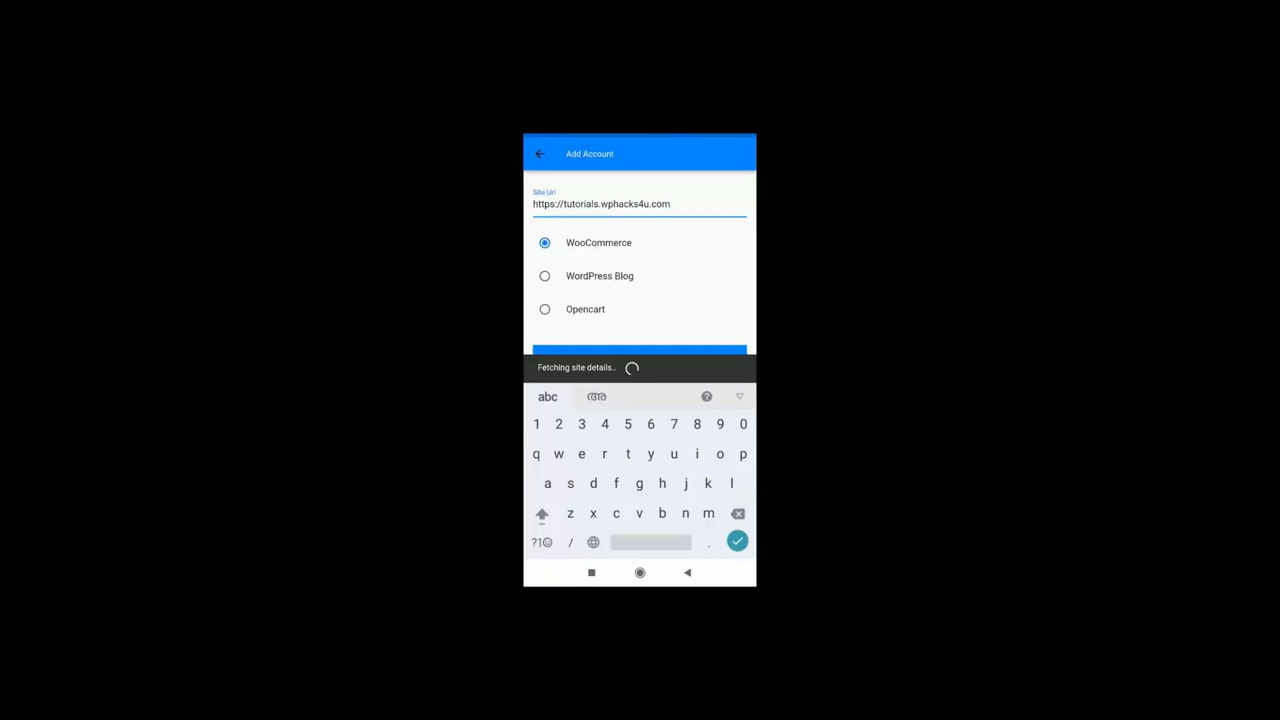 Add Account
Site Url
https://tutorials.wphacks4u.com
WooCommerce
WordPress Blog
Opencart
Fetching site details..
abc അആ
1 2 3 4 5 6 7 8 9 0
q w e r t y u i o p
a s d f g h j k l
z x c v b n m
?1☺ / .